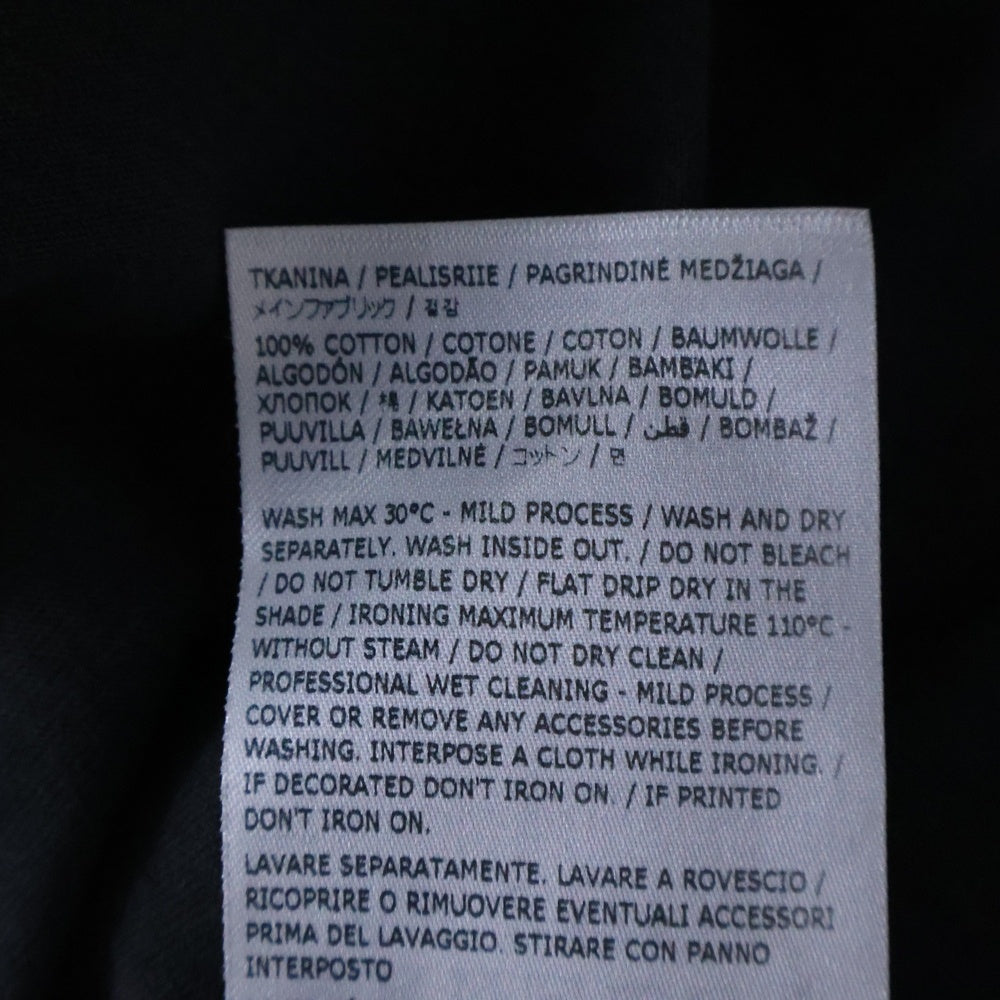 TKANINA / PEALISRIIE / PAGRINDINĖ MEDŽIAGA /
メインファブリック / 겉감
100% COTTON / COTONE / COTON / BAUMWOLLE /
ALGODÓN / ALGODÃO / PAMUK / BAMBAKI /
ХЛОПОК / 棉 / KATOEN / BAVLNA / BOMULD /
PUUVILLA / BAWEŁNA / BOMULL / قطن / BOMBAŽ /
PUUVILL / MEDVILNĖ / コットン / 면
WASH MAX 30°C - MILD PROCESS / WASH AND DRY
SEPARATELY. WASH INSIDE OUT. / DO NOT BLEACH
/ DO NOT TUMBLE DRY / FLAT DRIP DRY IN THE
SHADE / IRONING MAXIMUM TEMPERATURE 110°C -
WITHOUT STEAM / DO NOT DRY CLEAN /
PROFESSIONAL WET CLEANING - MILD PROCESS /
COVER OR REMOVE ANY ACCESSORIES BEFORE
WASHING. INTERPOSE A CLOTH WHILE IRONING. /
IF DECORATED DON'T IRON ON. / IF PRINTED
DON'T IRON ON.
LAVARE SEPARATAMENTE. LAVARE A ROVESCIO /
RICOPRIRE O RIMUOVERE EVENTUALI ACCESSORI
PRIMA DEL LAVAGGIO. STIRARE CON PANNO
INTERPOSTO